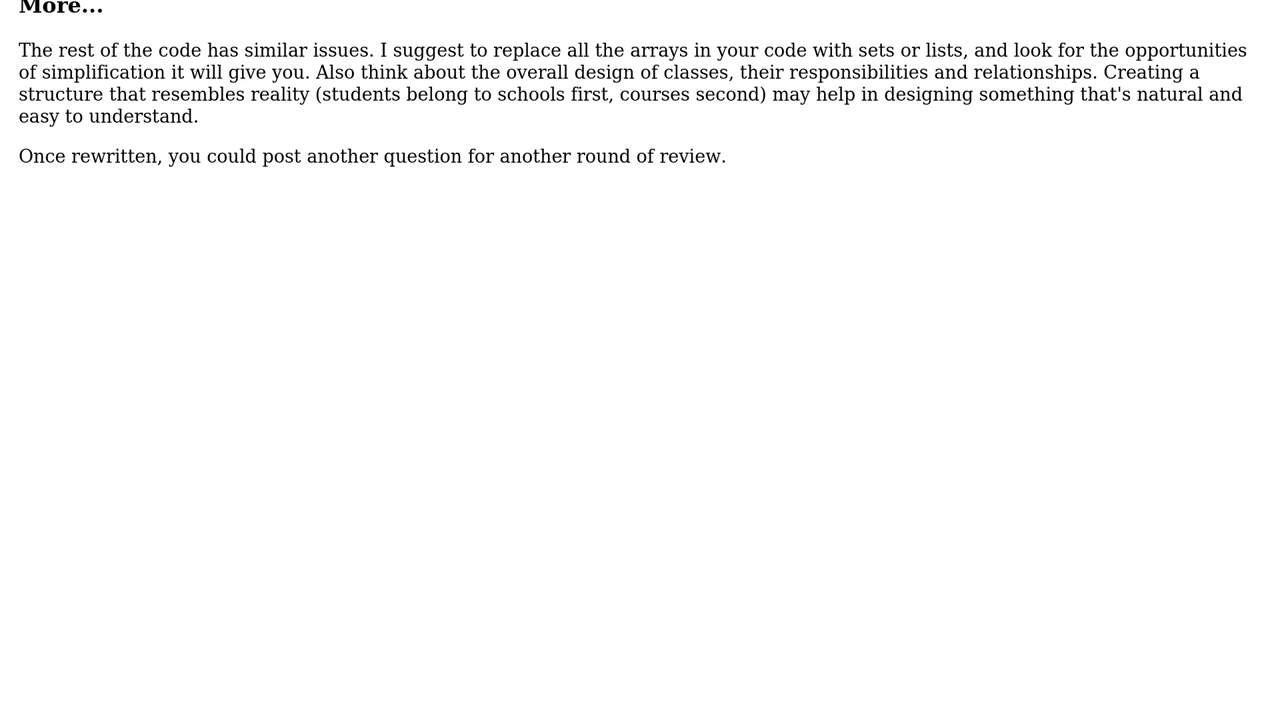 More...
The rest of the code has similar issues. I suggest to replace all the arrays in your code with sets or lists, and look for the opportunities
of simplification it will give you. Also think about the overall design of classes, their responsibilities and relationships. Creating a
structure that resembles reality (students belong to schools first, courses second) may help in designing something that's natural and
easy to understand.
Once rewritten, you could post another question for another round of review.